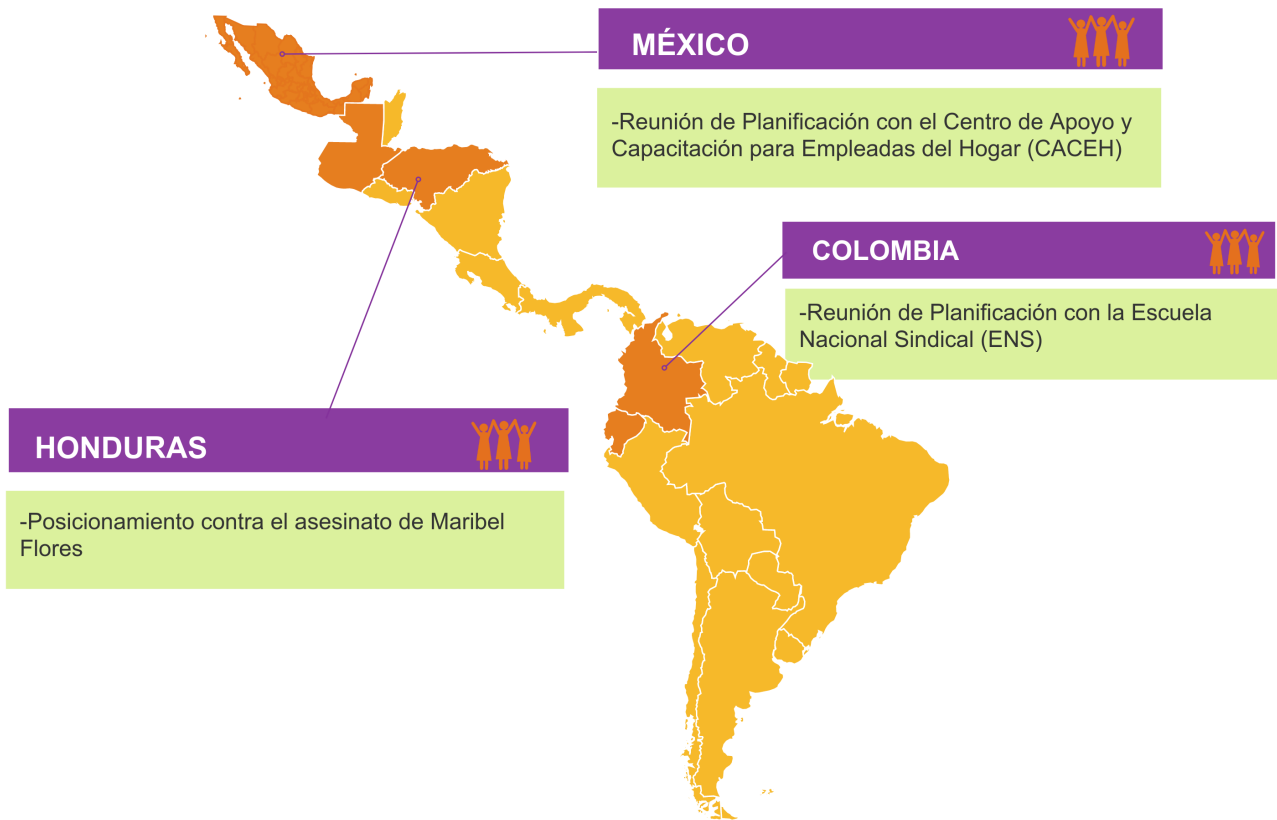 MÉXICO
-Reunión de Planificación con el Centro de Apoyo y
Capacitación para Empleadas del Hogar (CACEH)
COLOMBIA
-Reunión de Planificación con la Escuela
Nacional Sindical (ENS)
HONDURAS
-Posicionamiento contra el asesinato de Maribel
Flores